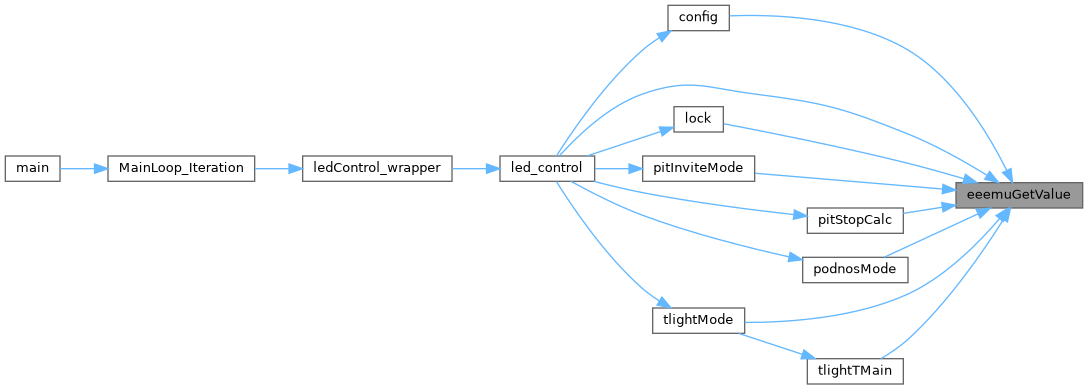 config
lock
main
MainLoop_Iteration
ledControl_wrapper
led_control
pitInviteMode
eeemuGetValue
pitStopCalc
podnosMode
tlightMode
tlightTMain